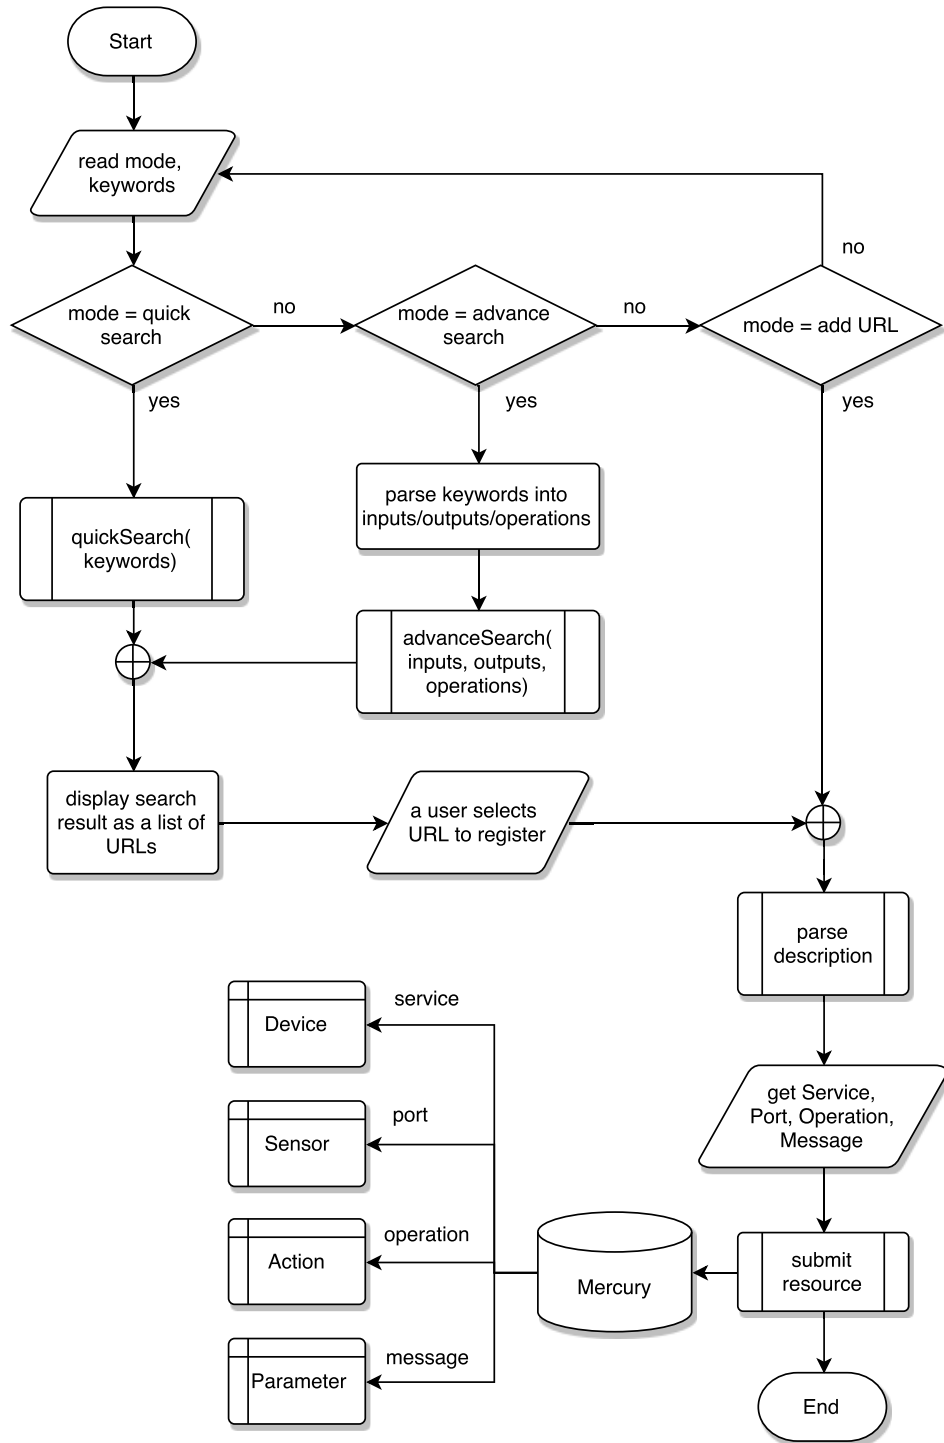 Start
read mode,
keywords
mode = quick
search
no
mode = advance
search
no
mode = add URL
no
yes
yes
yes
quickSearch(
keywords)
parse keywords into
inputs/outputs/operations
advanceSearch(
inputs, outputs,
operations)
display search
result as a list of
URLs
a user selects
URL to register
parse
description
get Service,
Port, Operation,
Message
submit
resource
End
Mercury
service
Device
port
Sensor
operation
Action
message
Parameter